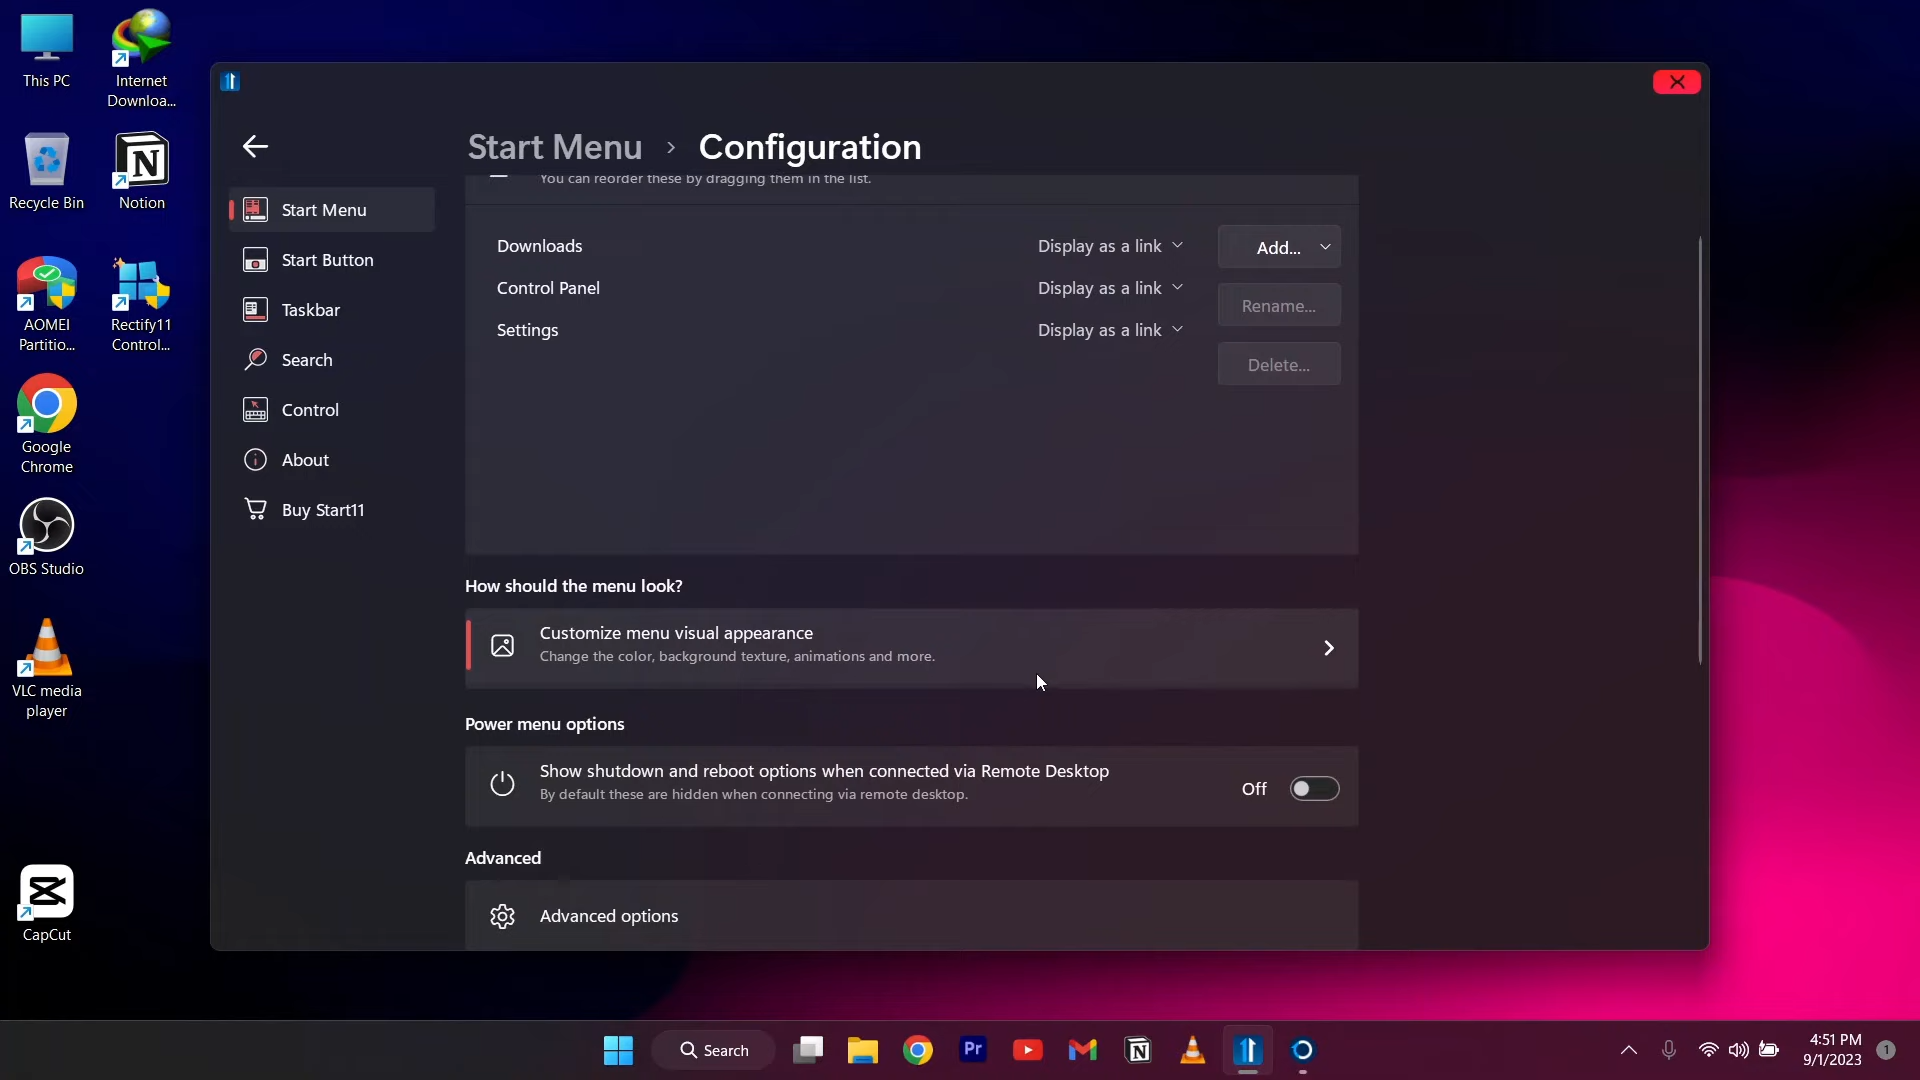 This PC
Internet
Downloa...
Recycle Bin
Notion
AOMEI
Partitio...
Rectify11
Control...
Google
Chrome
OBS Studio
VLC media
player
CapCut
Start Menu > Configuration
Start Menu
Start Button
Taskbar
Search
Control
About
Buy Start11
You can reorder these by dragging them in the list.
Downloads
Display as a link
Add...
Control Panel
Display as a link
Rename...
Settings
Display as a link
Delete...
How should the menu look?
Customize menu visual appearance
Change the color, background texture, animations and more.
Power menu options
Show shutdown and reboot options when connected via Remote Desktop
By default these are hidden when connecting via remote desktop.
Off
Advanced
Advanced options
Search
Pr
4:51 PM
9/1/2023
1